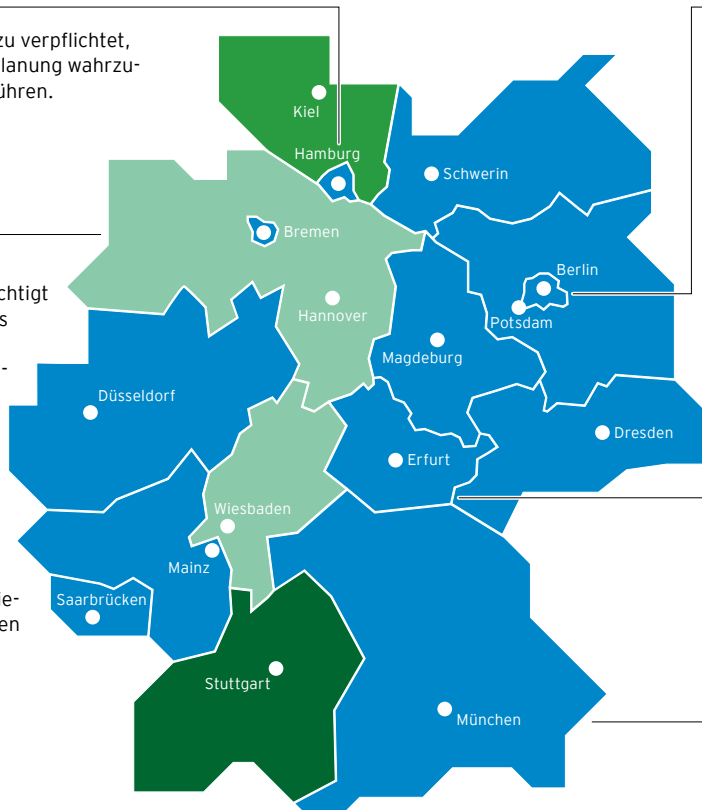 zu verpflichtet,
lanung wahrzu-
ühren.
chtigt
s
-
ie-
en
Kiel
Hamburg
Schwerin
Bremen
Berlin
Hannover
Potsdam
Magdeburg
Düsseldorf
Dresden
Erfurt
Wiesbaden
Mainz
Saarbrücken
Stuttgart
München